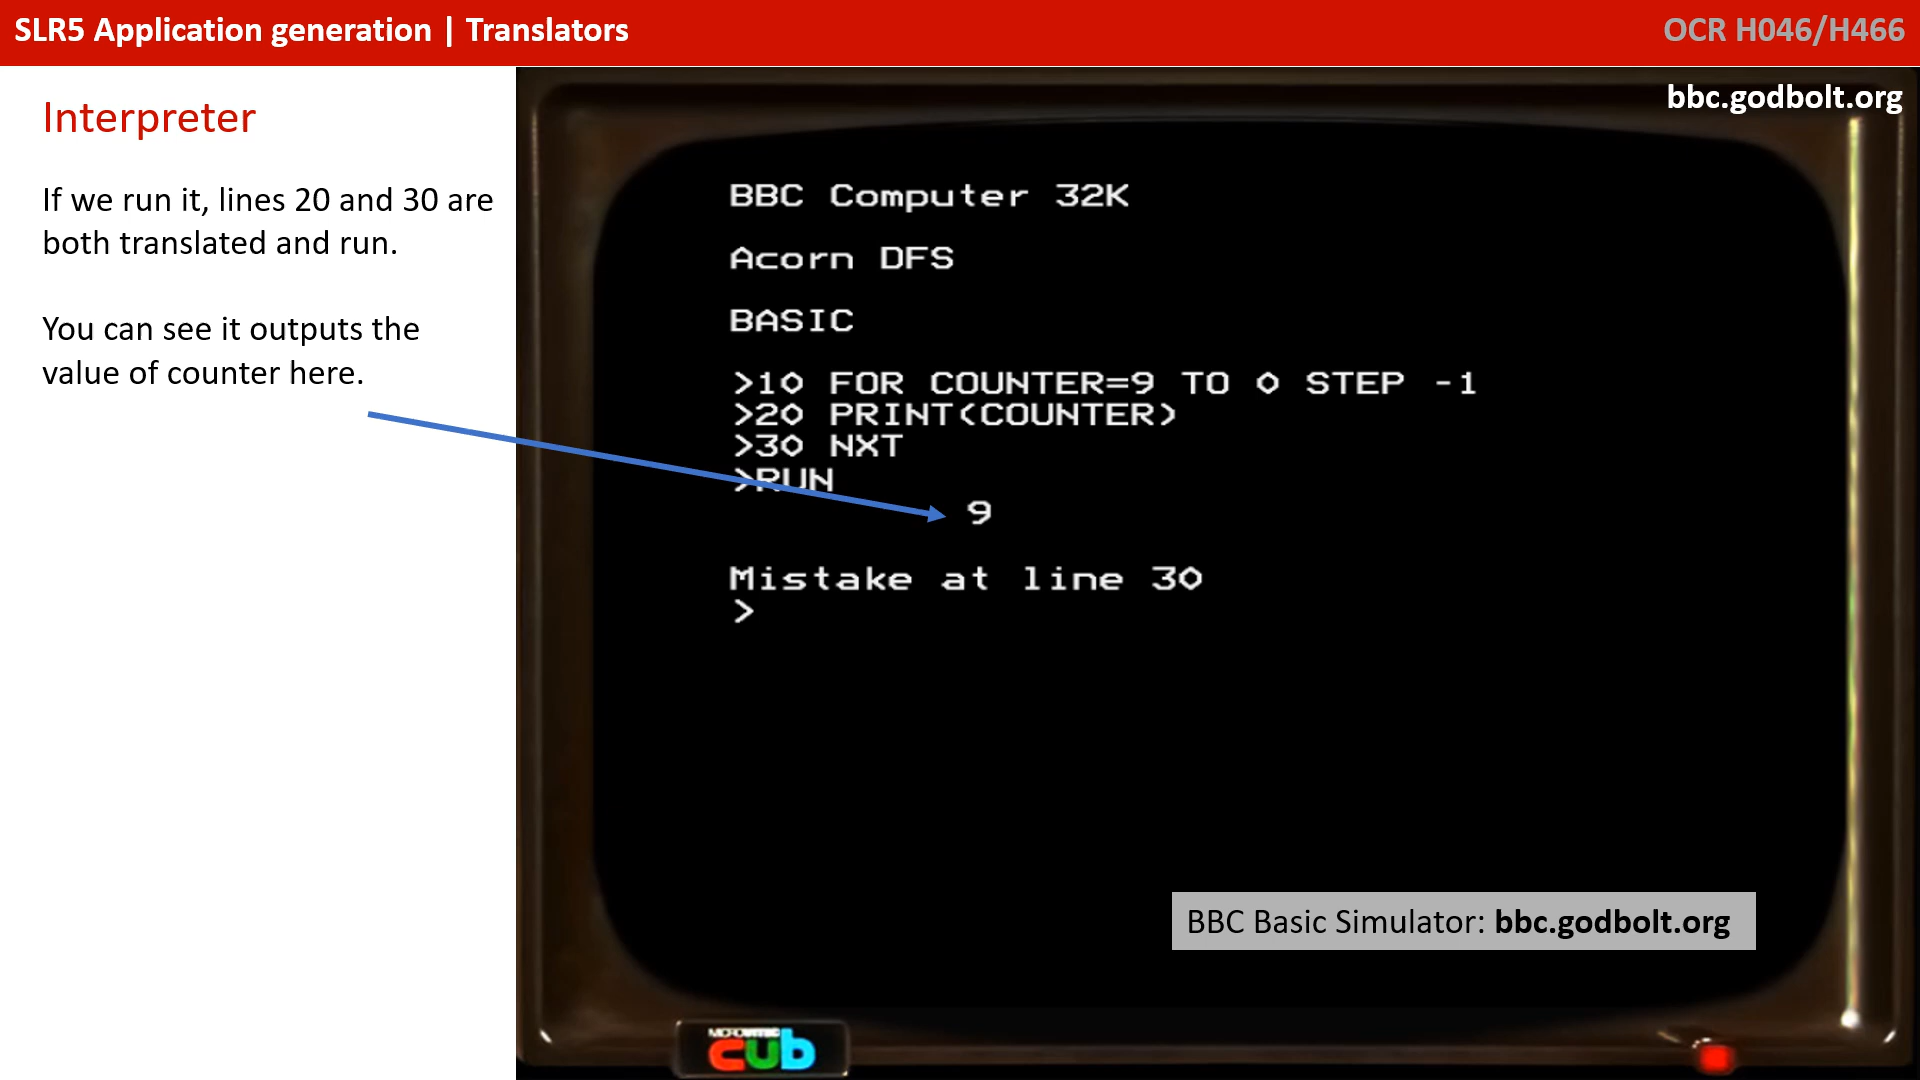 SLR5 Application generation | Translators
OCR H046/H466
Interpreter
If we run it, lines 20 and 30 are
both translated and run.
You can see it outputs the
value of counter here.
bbc.godbolt.org
BBC Computer 32K
Acorn DFS
BASIC
>10 FOR COUNTER=9 TO 0 STEP -1
>20 PRINT(COUNTER)
>30 NXT
>RUN
9
Mistake at line 30
>
BBC Basic Simulator: bbc.godbolt.org
MICROVITEC
cub